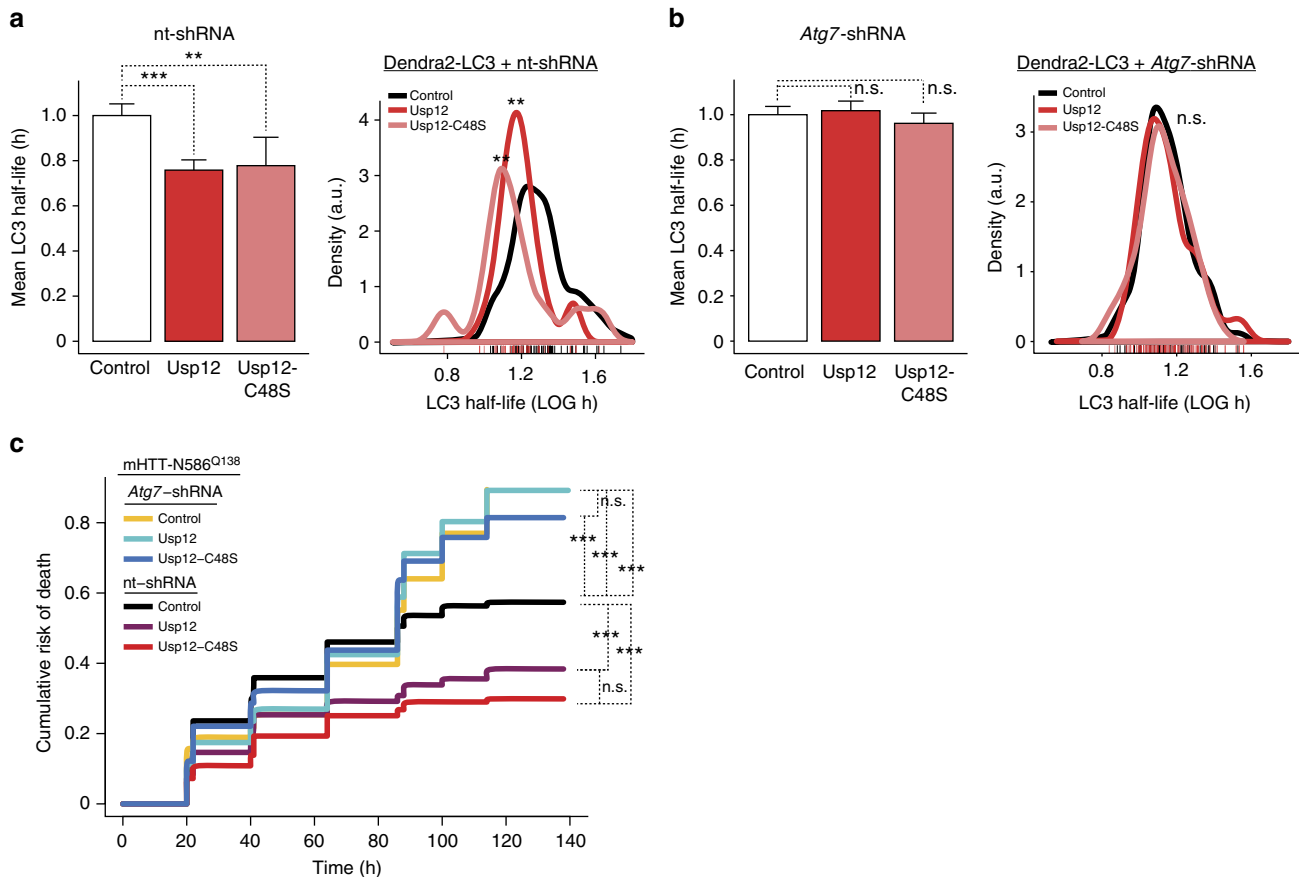 a
nt-shRNA
**
***
Mean LC3 half-life (h)
1.0
0.8
0.6
0.4
0.2
0
Control
Usp12
Usp12-
C48S
Dendra2-LC3 + nt-shRNA
Control
Usp12
Usp12-C48S
**
**
Density (a.u.)
4
3
2
1
0
0.8
1.2
1.6
LC3 half-life (LOG h)
b
Atg7-shRNA
n.s.
n.s.
Mean LC3 half-life (h)
1.0
0.8
0.6
0.4
0.2
0
Control
Usp12
Usp12-
C48S
Dendra2-LC3 + Atg7-shRNA
Control
Usp12
Usp12-C48S
n.s.
Density (a.u.)
3
2
1
0
0.8
1.2
1.6
LC3 half-life (LOG h)
c
mHTT-N586Q138
Atg7–shRNA
Control
Usp12
Usp12–C48S
nt–shRNA
Control
Usp12
Usp12–C48S
Cumulative risk of death
0.8
0.6
0.4
0.2
0
0
20
40
60
80
100
120
140
Time (h)
n.s.
***
***
***
***
***
n.s.